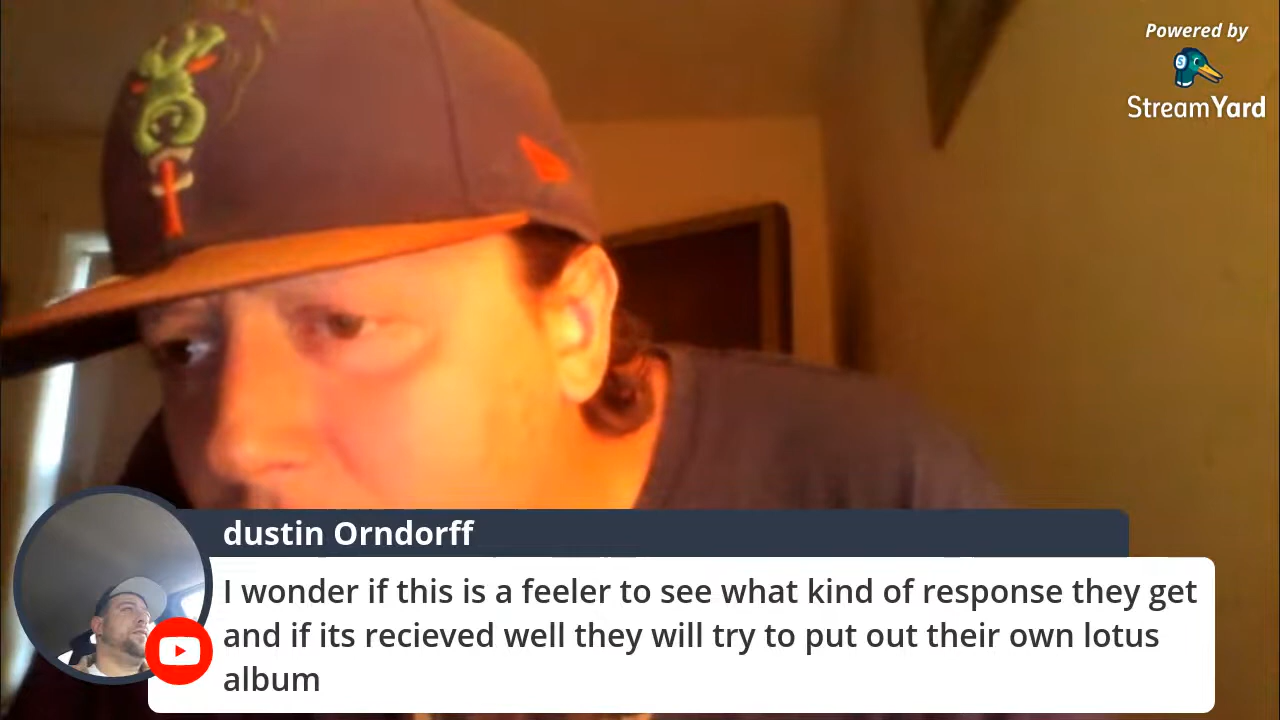 Powered by
StreamYard
dustin Orndorff
I wonder if this is a feeler to see what kind of response they get
and if its recieved well they will try to put out their own lotus
album